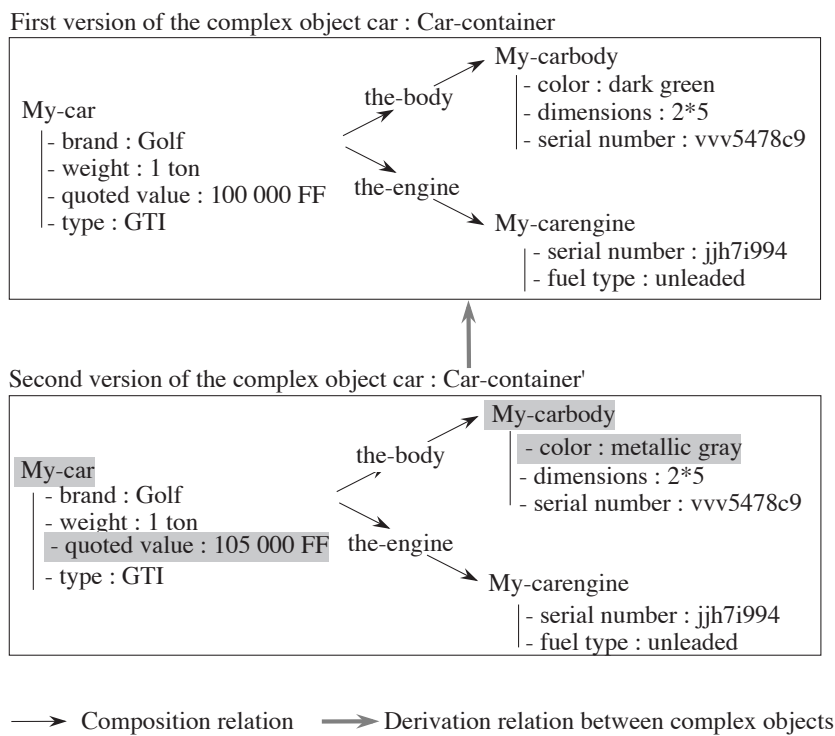 First version of the complex object car : Car-container
My-car
- brand : Golf
- weight : 1 ton
- quoted value : 100 000 FF
- type : GTI
the-body
the-engine
My-carbody
- color : dark green
- dimensions : 2*5
- serial number : vvv5478c9
My-carengine
- serial number : jjh7i994
- fuel type : unleaded
Second version of the complex object car : Car-container'
My-car
- brand : Golf
- weight : 1 ton
- quoted value : 105 000 FF
- type : GTI
the-body
the-engine
My-carbody
- color : metallic gray
- dimensions : 2*5
- serial number : vvv5478c9
My-carengine
- serial number : jjh7i994
- fuel type : unleaded
Composition relation
Derivation relation between complex objects